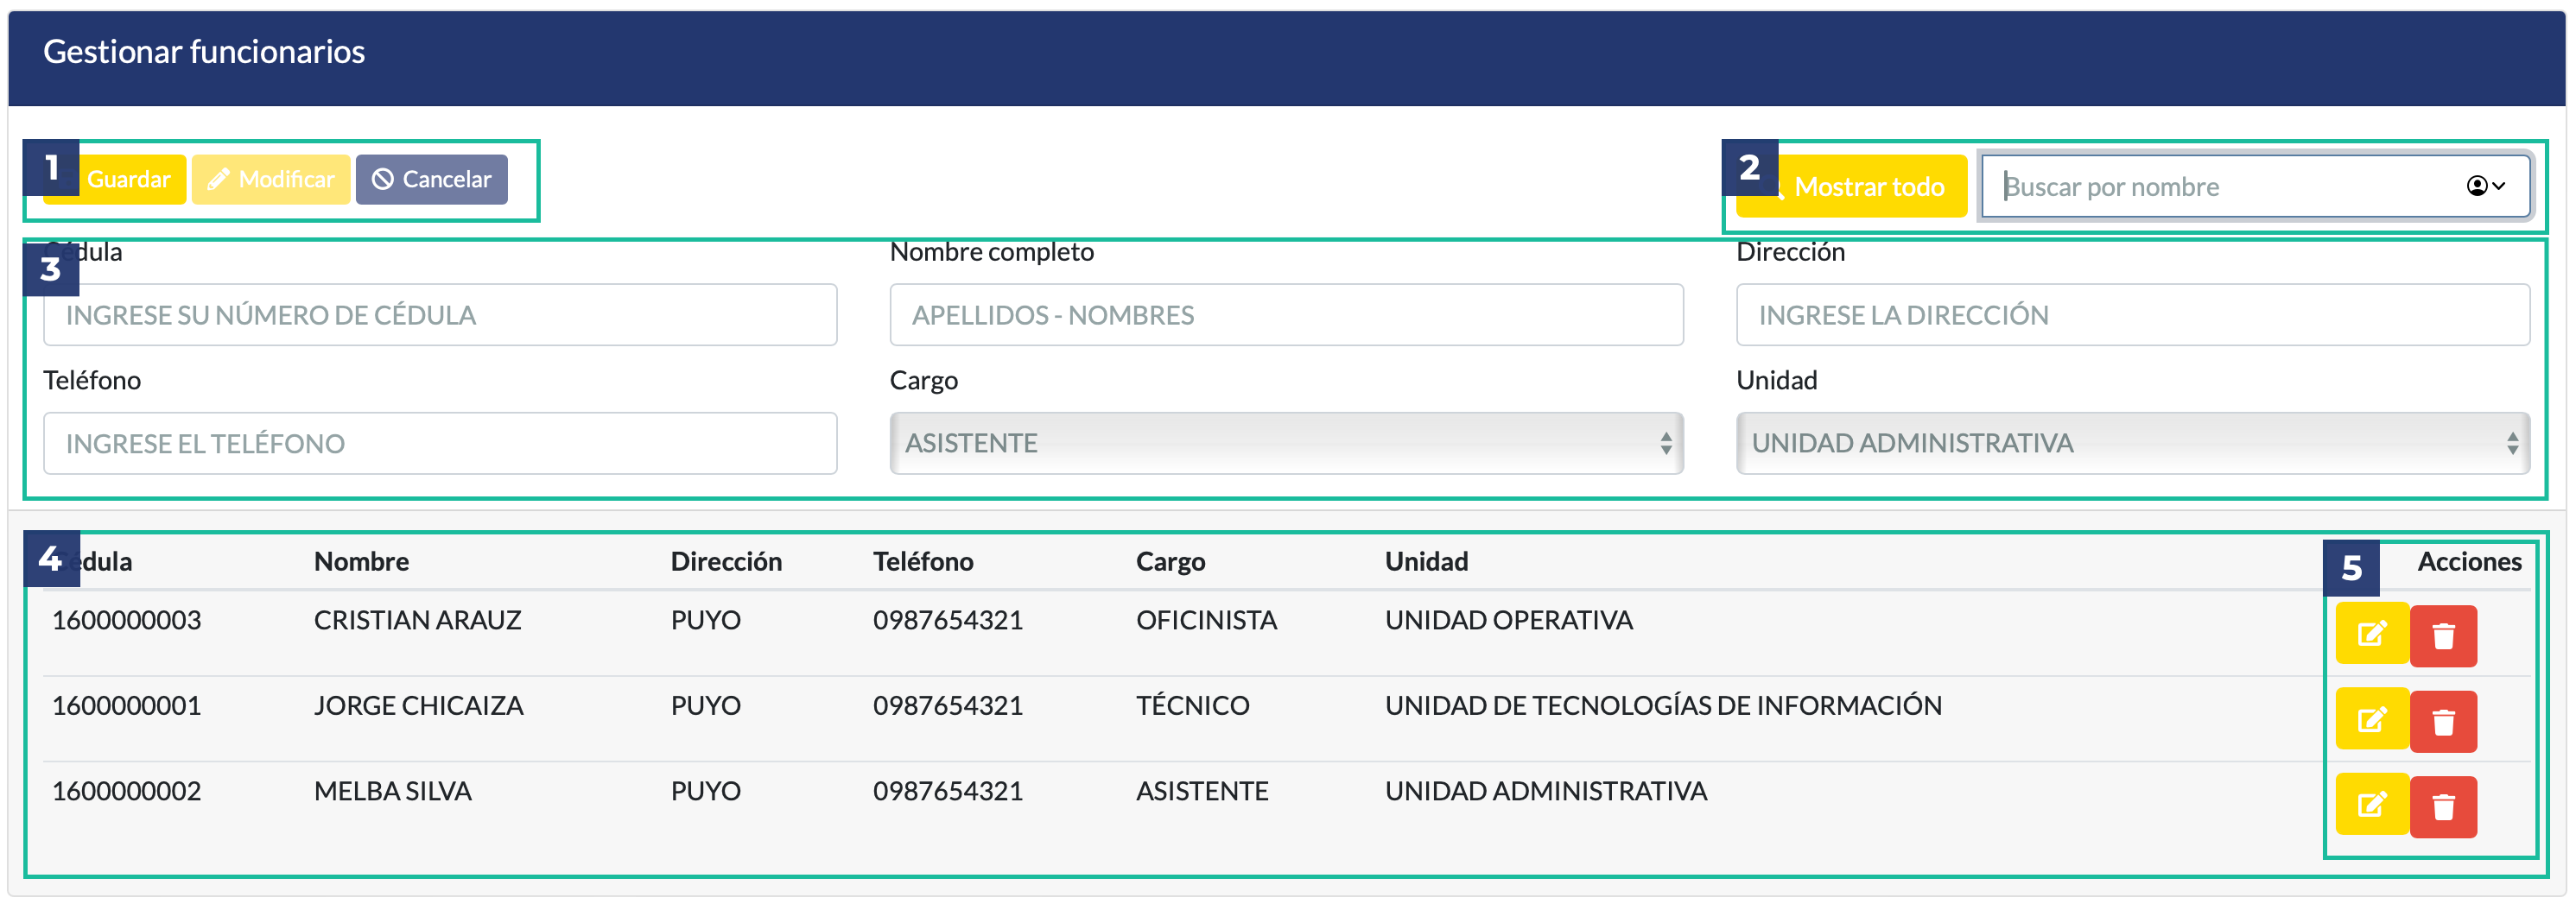 Gestionar funcionarios
1 Guardar Modificar Cancelar
2 Mostrar todo Buscar por nombre
3 Cédula Nombre completo Dirección
INGRESE SU NÚMERO DE CÉDULA APELLIDOS - NOMBRES INGRESE LA DIRECCIÓN
Teléfono Cargo Unidad
INGRESE EL TELÉFONO ASISTENTE UNIDAD ADMINISTRATIVA
4 édula Nombre Dirección Teléfono Cargo Unidad 5 Acciones
1600000003 CRISTIAN ARAUZ PUYO 0987654321 OFICINISTA UNIDAD OPERATIVA
1600000001 JORGE CHICAIZA PUYO 0987654321 TÉCNICO UNIDAD DE TECNOLOGÍAS DE INFORMACIÓN
1600000002 MELBA SILVA PUYO 0987654321 ASISTENTE UNIDAD ADMINISTRATIVA